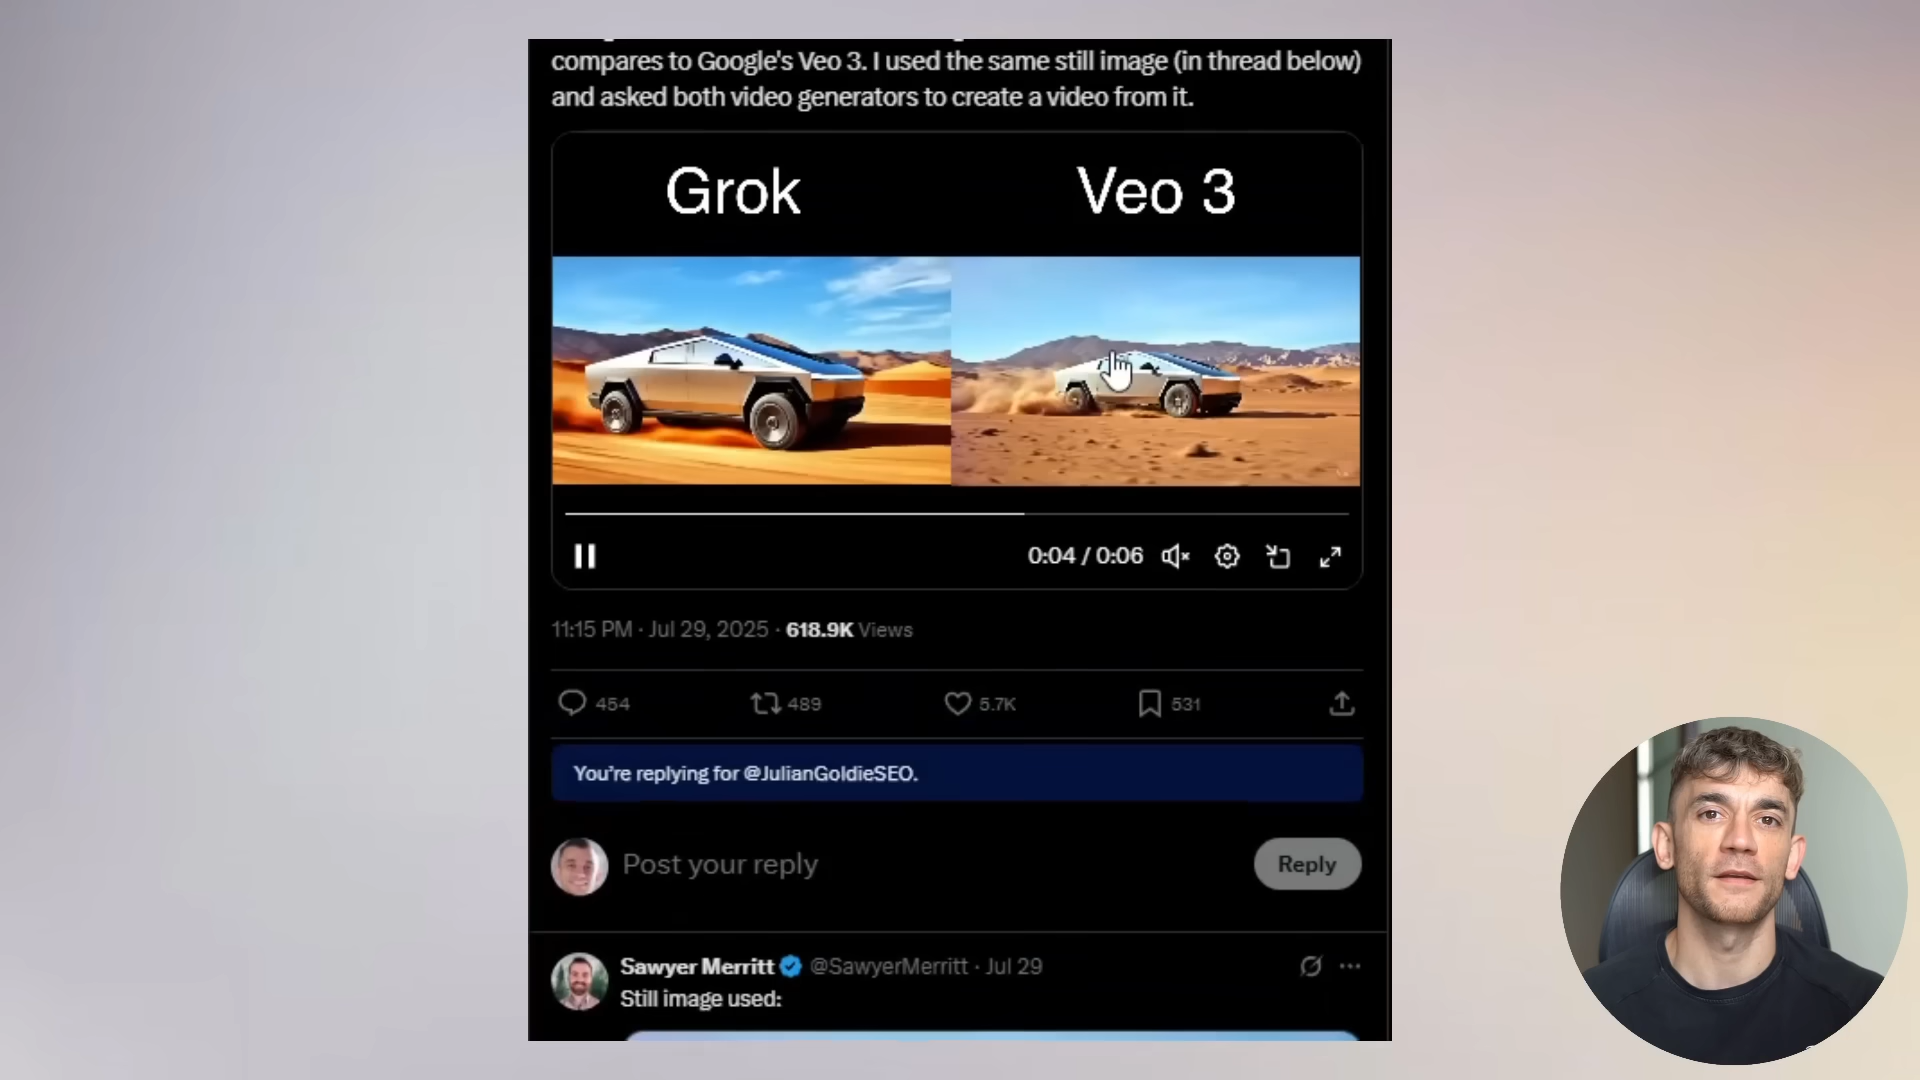 compares to Google's Veo 3. I used the same still image (in thread below)
and asked both video generators to create a video from it.
Grok
Veo 3
0:04 / 0:06
11:15 PM · Jul 29, 2025 · 618.9K Views
454
489
5.7K
531
You're replying for @JulianGoldieSEO.
Post your reply
Reply
Sawyer Merritt @SawyerMerritt · Jul 29
Still image used: